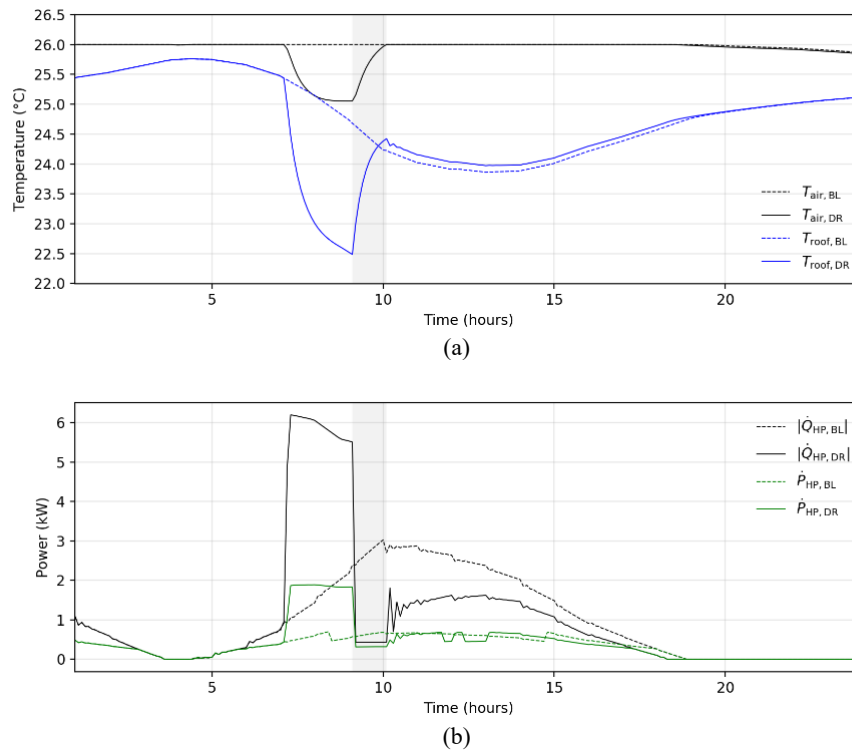 26.5
26.0
25.5
25.0
24.5
24.0
23.5
23.0
22.5
22.0
Temperature (°C)
T_air, BL
T_air, DR
T_roof, BL
T_roof, DR
5
10
15
20
Time (hours)
(a)
6
5
4
3
2
1
0
Power (kW)
|Q̇_HP, BL|
|Q̇_HP, DR|
Ṗ_HP, BL
Ṗ_HP, DR
5
10
15
20
Time (hours)
(b)